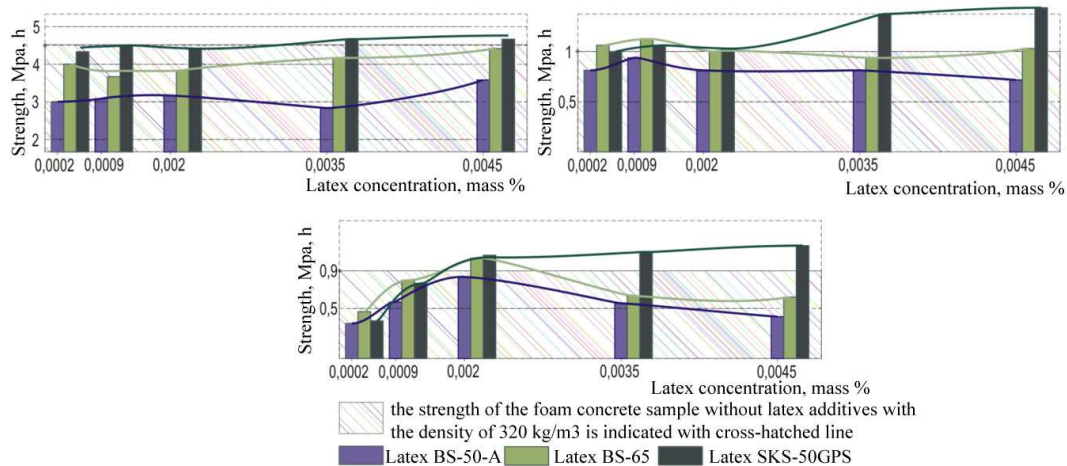 Strength, Mpa, h
5
4
3
2
0,0002
0,0009
0,002
0,0035
0,0045
Latex concentration, mass %
Strength, Mpa, h
1
0,5
0,0002
0,0009
0,002
0,0035
0,0045
Latex concentration, mass %
Strength, Mpa, h
0,9
0,5
0,0002
0,0009
0,002
0,0035
0,0045
Latex concentration, mass %
the strength of the foam concrete sample without latex additives with
the density of 320 kg/m3 is indicated with cross-hatched line
Latex BS-50-A Latex BS-65 Latex SKS-50GPS